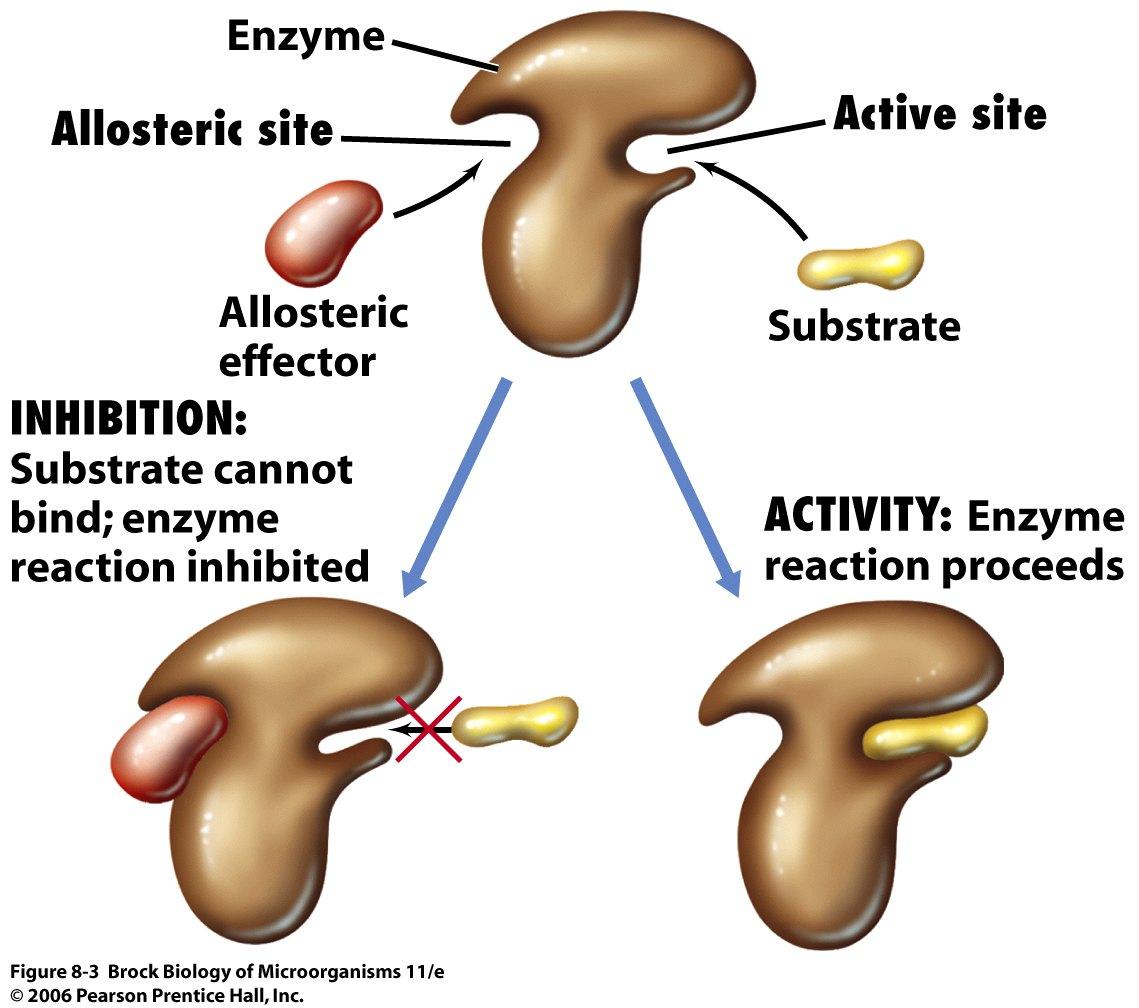 Enzyme
Allosteric site
Active site
Allosteric
effector
Substrate
INHIBITION:
Substrate cannot
bind; enzyme
reaction inhibited
ACTIVITY: Enzyme
reaction proceeds
Figure 8-3 Brock Biology of Microorganisms 11/e
© 2006 Pearson Prentice Hall, Inc.